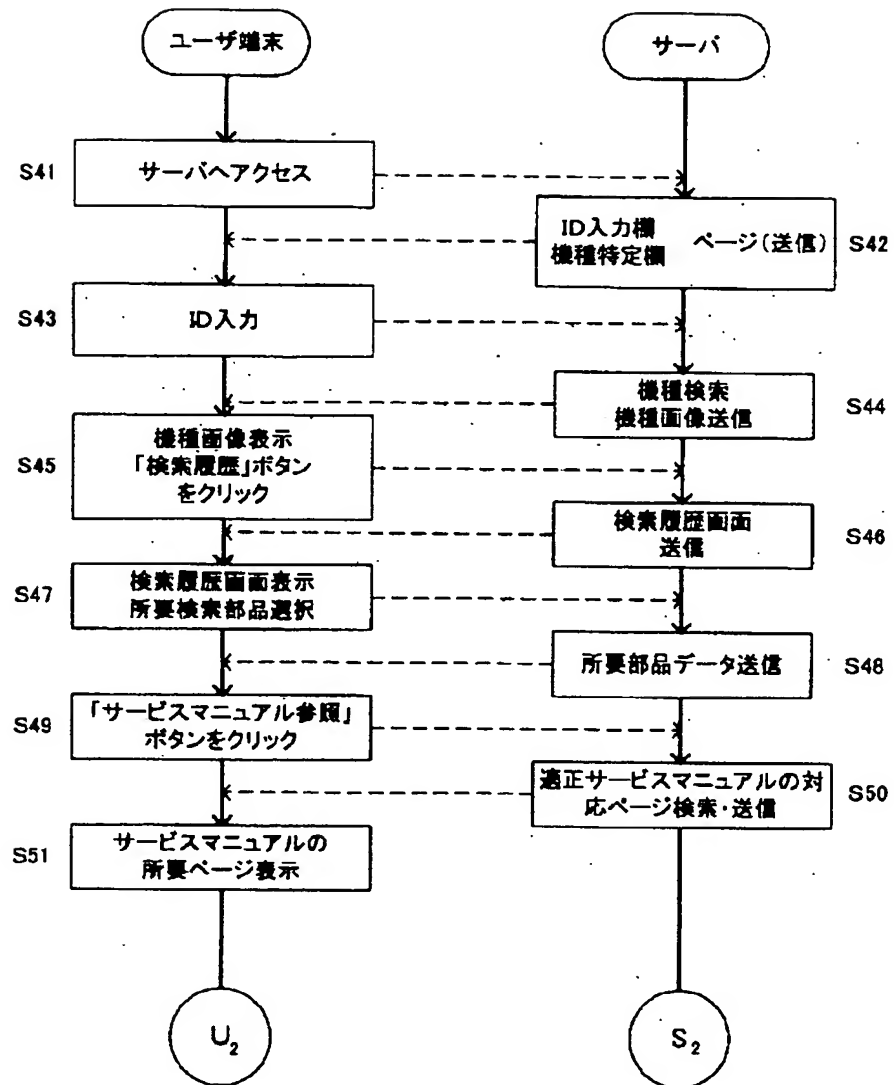 ユーザ端末
サーバ
S41
サーバへアクセス
ID入力欄
機種特定欄
ページ(送信)
S42
S43
ID入力
機種検索
機種画像送信
S44
S45
機種画像表示
「検索履歴」ボタン
をクリック
検索履歴画面
送信
S46
S47
検索履歴画面表示
所要検索部品選択
所要部品データ送信
S48
S49
「サービスマニュアル参照」
ボタンをクリック
適正サービスマニュアルの対
応ページ検索・送信
S50
S51
サービスマニュアルの
所要ページ表示
U2
S2